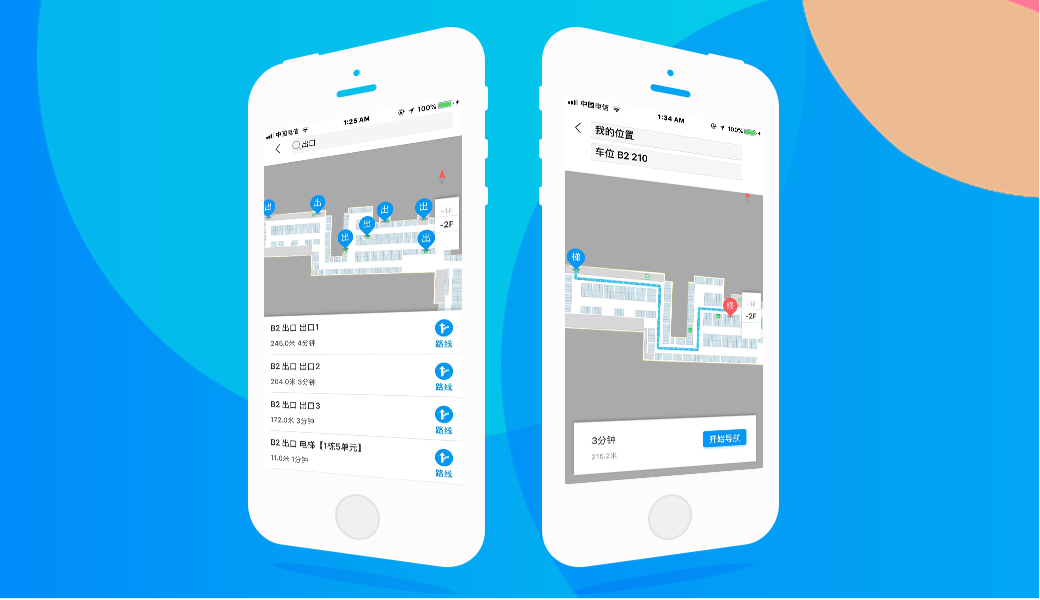 中国电信
1:25 AM
100%
出口
出
出
出
出
出
出
出
-1F
-2F
B2 出口 出口1
246.0米 4分钟
路线
B2 出口 出口2
204.0米 3分钟
路线
B2 出口 出口3
172.0米 3分钟
路线
B2 出口 电梯【1栋5单元】
11.0米 1分钟
路线
中国电信
1:34 AM
100%
我的位置
车位 B2 210
梯
终
-1F
-2F
3分钟
215.2米
开始导航